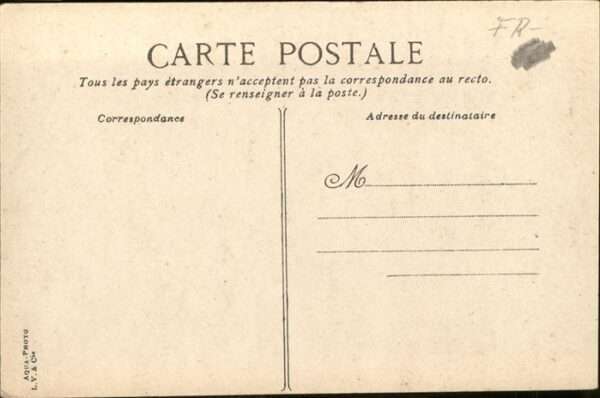 FR-
CARTE POSTALE
Tous les pays étrangers n'acceptent pas la correspondance au recto.
(Se renseigner à la poste.)
Correspondance
Adresse du destinataire
M
AQUA-PHOTO
L. V. & Cie